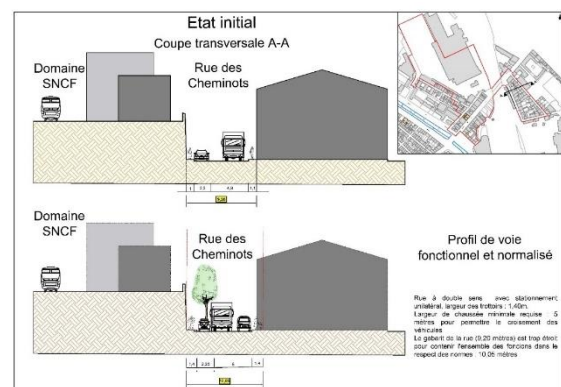 Etat initial
Coupe transversale A-A
Domaine
SNCF
Rue des
Cheminots
Domaine
SNCF
Rue des
Cheminots
Profil de voie
fonctionnel et normalisé
Rue à double sens avec stationnement
unilatéral, largeur des trottoirs : 1,40m.
Largeur de chaussée minimale requise : 5
mètres pour permettre le croisement des
véhicules
Le gabarit de la rue (9,20 mètres) est trop étroit
pour contenir l'ensemble des fonctions dans le
respect des normes : 10,05 mètres